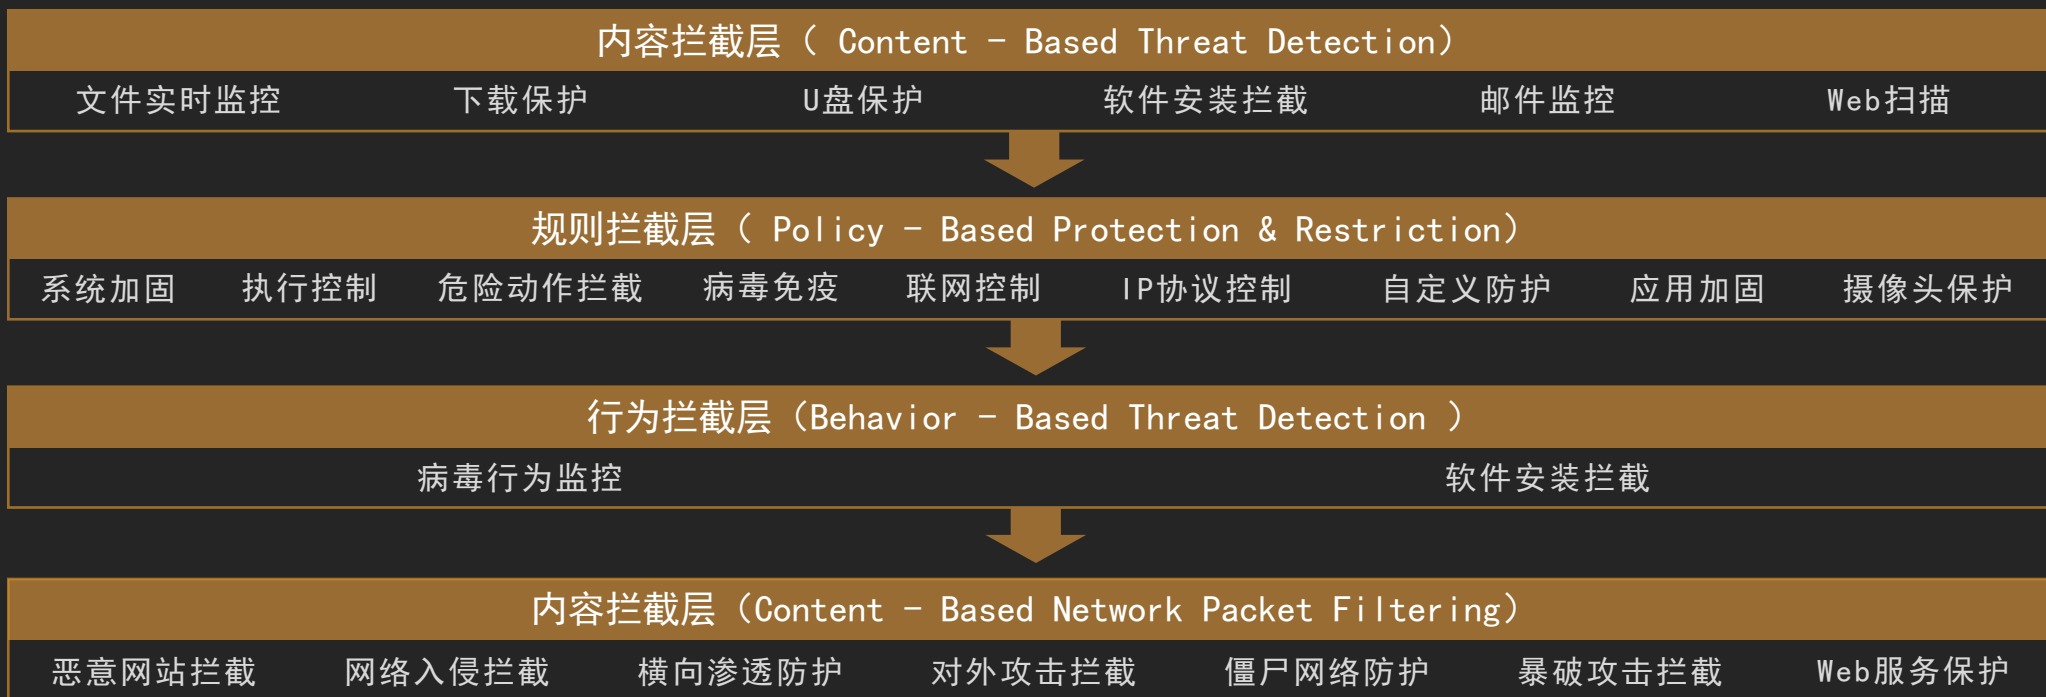 内容拦截层（ Content - Based Threat Detection）
文件实时监控 下载保护 U盘保护 软件安装拦截 邮件监控 Web扫描
规则拦截层（ Policy - Based Protection & Restriction）
系统加固 执行控制 危险动作拦截 病毒免疫 联网控制 IP协议控制 自定义防护 应用加固 摄像头保护
行为拦截层（Behavior - Based Threat Detection ）
病毒行为监控 软件安装拦截
内容拦截层（Content - Based Network Packet Filtering）
恶意网站拦截 网络入侵拦截 横向渗透防护 对外攻击拦截 僵尸网络防护 暴破攻击拦截 Web服务保护